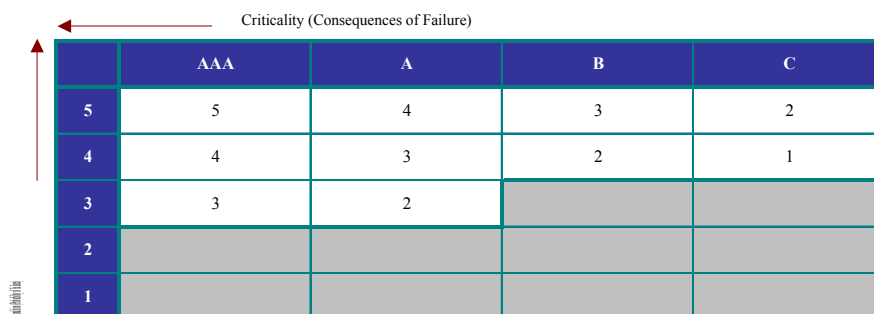 Criticality (Consequences of Failure)
AAA A B C
5 5 4 3 2
4 4 3 2 1
3 3 2
2
1